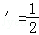 ′ = 1/2